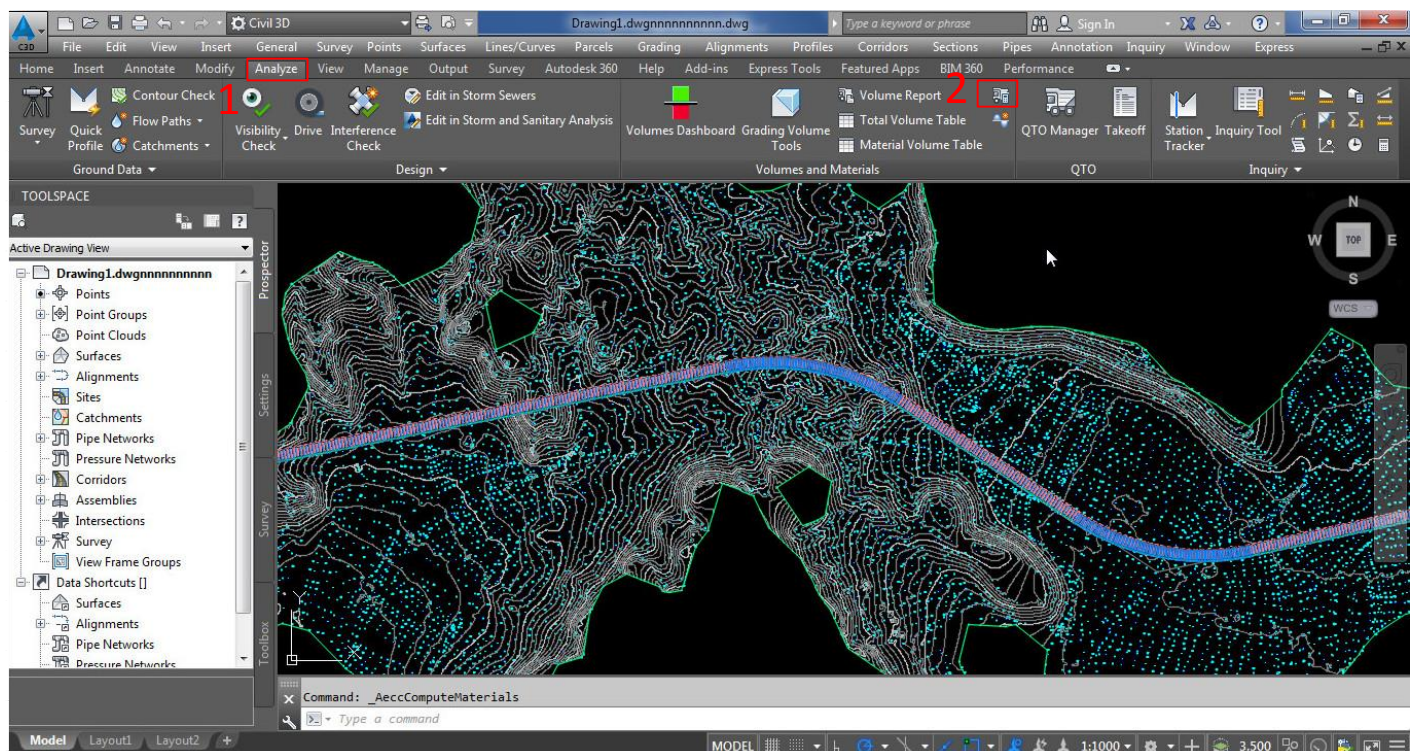 Civil 3D Drawing1.dwgnnnnnnnnnn.dwg Type a keyword or phrase Sign In
C3D File Edit View Insert General Survey Points Surfaces Lines/Curves Parcels Grading Alignments Profiles Corridors Sections Pipes Annotation Inquiry Window Express
Home Insert Annotate Modify Analyze View Manage Output Survey Autodesk 360 Help Add-ins Express Tools Featured Apps BIM 360 Performance
1
2
Survey
Quick
Profile
Contour Check
Flow Paths
Catchments
Ground Data
Visibility
Check
Drive
Interference
Check
Edit in Storm Sewers
Edit in Storm and Sanitary Analysis
Design
Volumes Dashboard
Grading Volume
Tools
Volume Report
Total Volume Table
Material Volume Table
Volumes and Materials
QTO Manager
Takeoff
QTO
Station
Tracker
Inquiry Tool
Inquiry
TOOLSPACE
Active Drawing View
Drawing1.dwgnnnnnnnnnn
Points
Point Groups
Point Clouds
Surfaces
Alignments
Sites
Catchments
Pipe Networks
Pressure Networks
Corridors
Assemblies
Intersections
Survey
View Frame Groups
Data Shortcuts []
Surfaces
Alignments
Pipe Networks
Pressure Networks
Prospector
Settings
Survey
Toolbox
N
W TOP E
S
WCS
Y
X
Command: _AeccComputeMaterials
Type a command
Model Layout1 Layout2 +
MODEL 1:1000 3.500